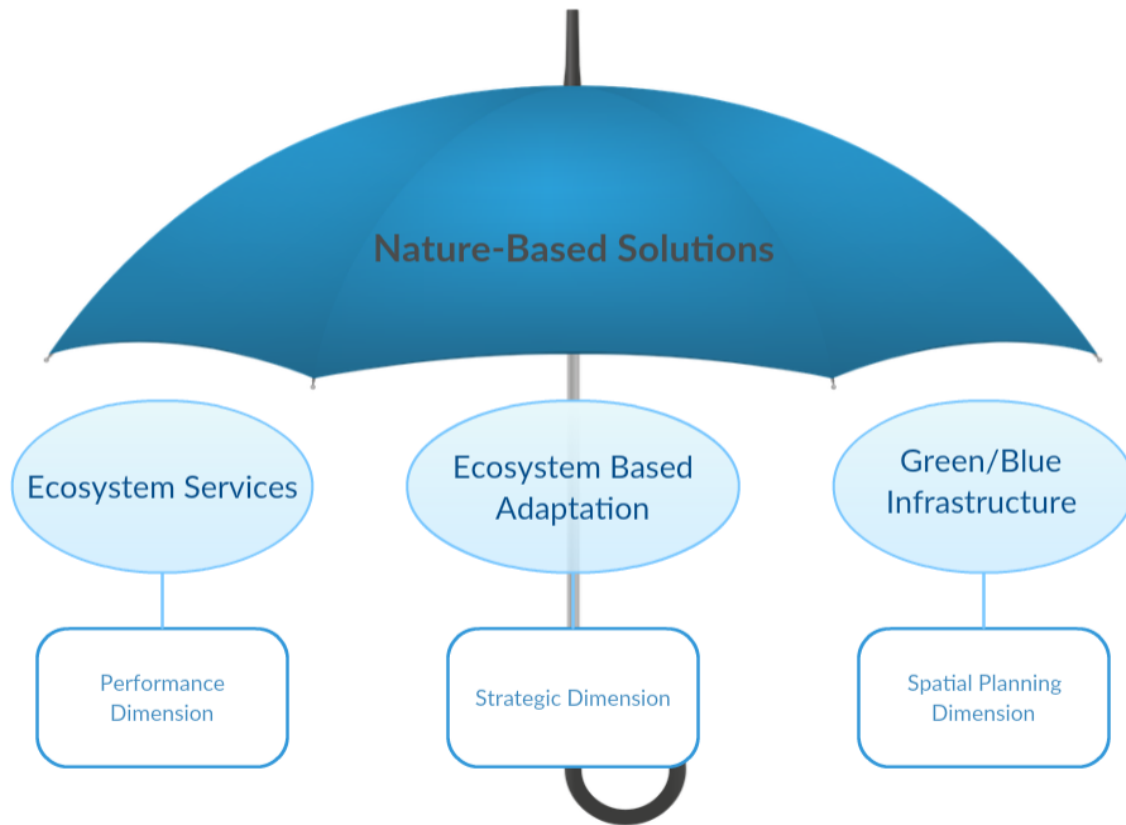 Nature-Based Solutions
Ecosystem Services
Ecosystem Based
Adaptation
Green/Blue
Infrastructure
Performance
Dimension
Strategic Dimension
Spatial Planning
Dimension